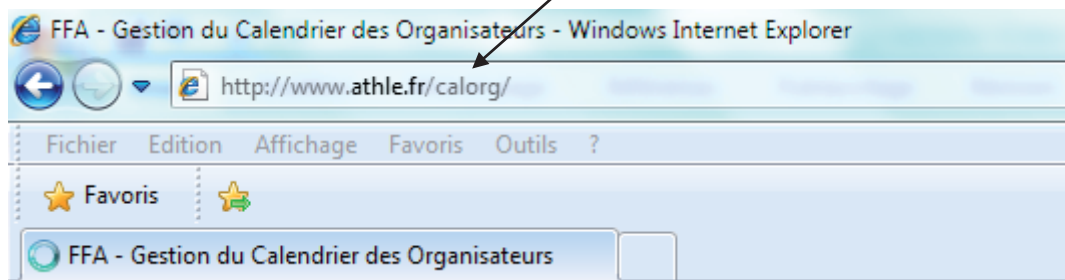 FFA - Gestion du Calendrier des Organisateurs - Windows Internet Explorer
http://www.athle.fr/calorg/
Fichier Edition Affichage Favoris Outils ?
Favoris
FFA - Gestion du Calendrier des Organisateurs